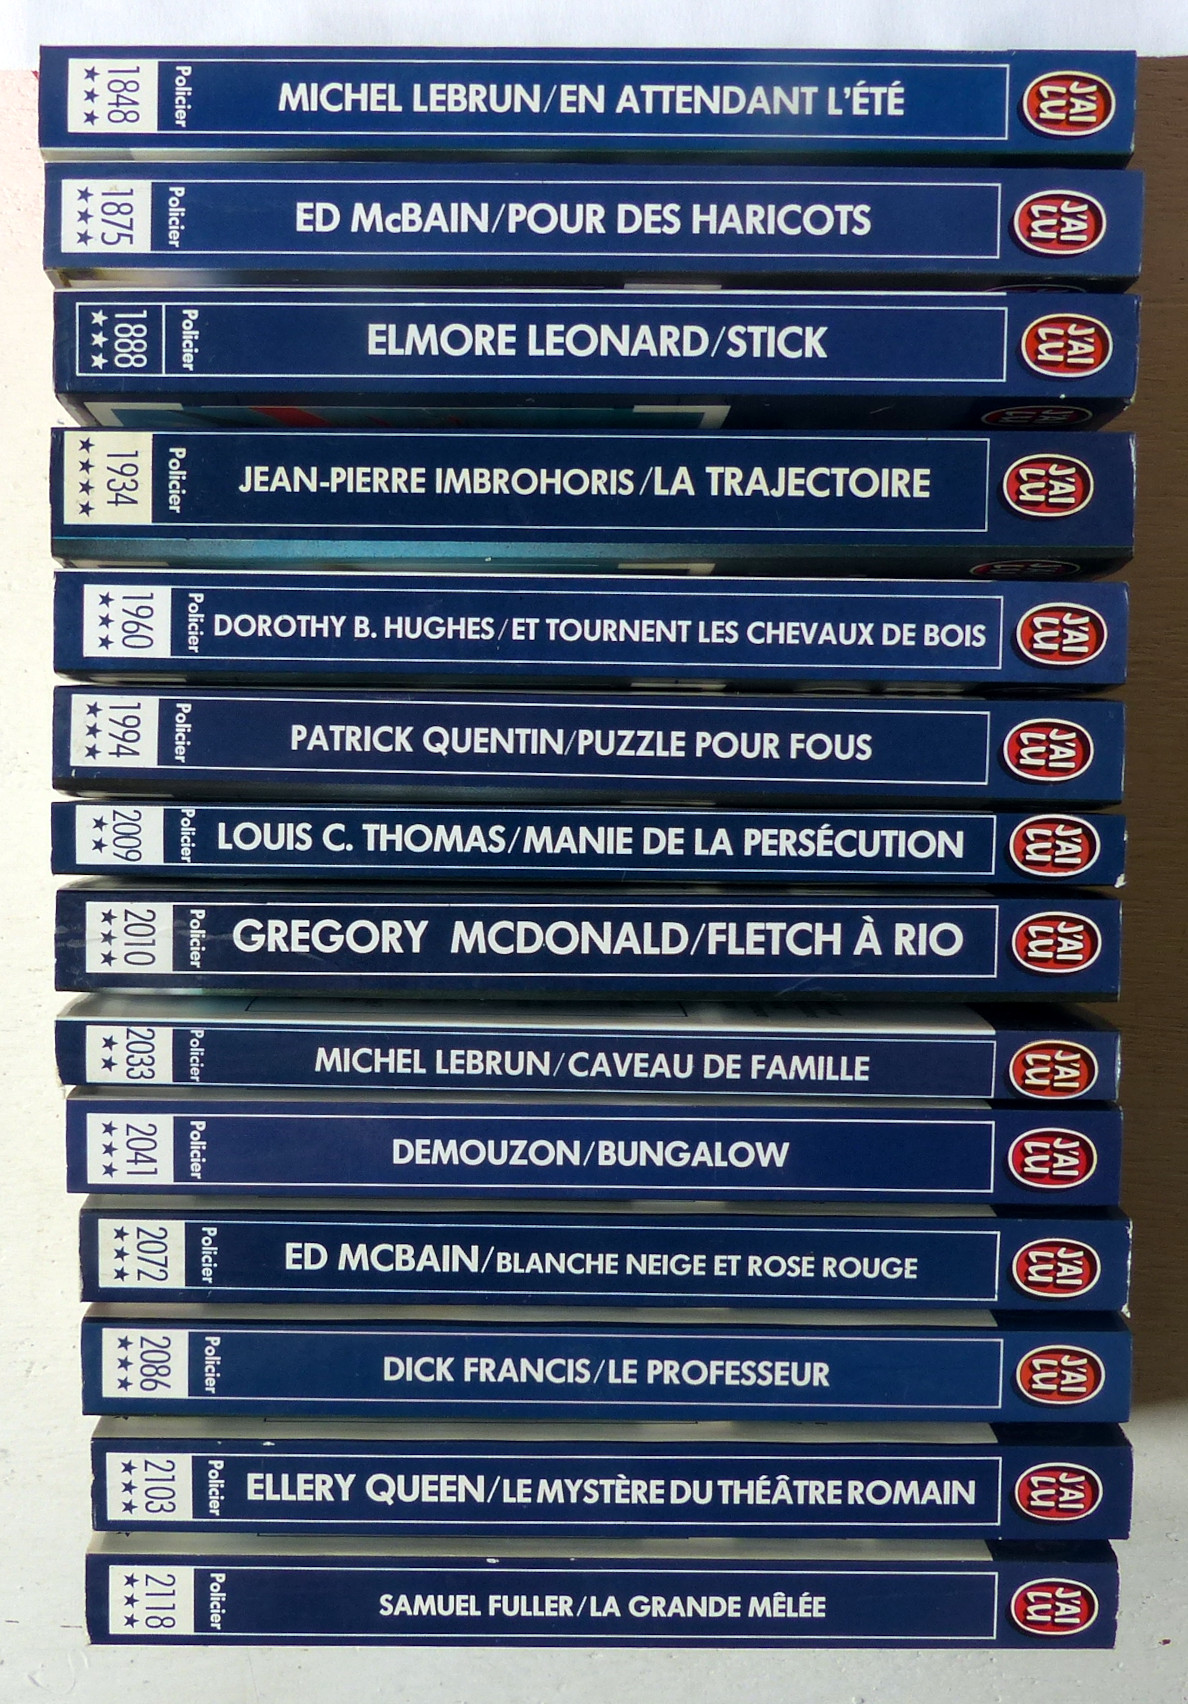 1848 ★★★ Policier MICHEL LEBRUN/EN ATTENDANT L'ÉTÉ J'AI LU
1875 ★★★ Policier ED McBAIN/POUR DES HARICOTS J'AI LU
1888 ★★★ Policier ELMORE LEONARD/STICK J'AI LU
1934 ★★★★ Policier JEAN-PIERRE IMBROHORIS/LA TRAJECTOIRE J'AI LU
1960 ★★★ Policier DOROTHY B. HUGHES/ET TOURNENT LES CHEVAUX DE BOIS J'AI LU
1994 ★★★ Policier PATRICK QUENTIN/PUZZLE POUR FOUS J'AI LU
2009 ★★ Policier LOUIS C. THOMAS/MANIE DE LA PERSÉCUTION J'AI LU
2010 ★★★ Policier GREGORY MCDONALD/FLETCH À RIO J'AI LU
2033 ★★ Policier MICHEL LEBRUN/CAVEAU DE FAMILLE J'AI LU
2041 ★★★ Policier DEMOUZON/BUNGALOW J'AI LU
2072 ★★★ Policier ED MCBAIN/BLANCHE NEIGE ET ROSE ROUGE J'AI LU
2086 ★★★ Policier DICK FRANCIS/LE PROFESSEUR J'AI LU
2103 ★★★ Policier ELLERY QUEEN/LE MYSTÈRE DU THÉÂTRE ROMAIN J'AI LU
2118 ★★★ Policier SAMUEL FULLER/LA GRANDE MÊLÉE J'AI LU